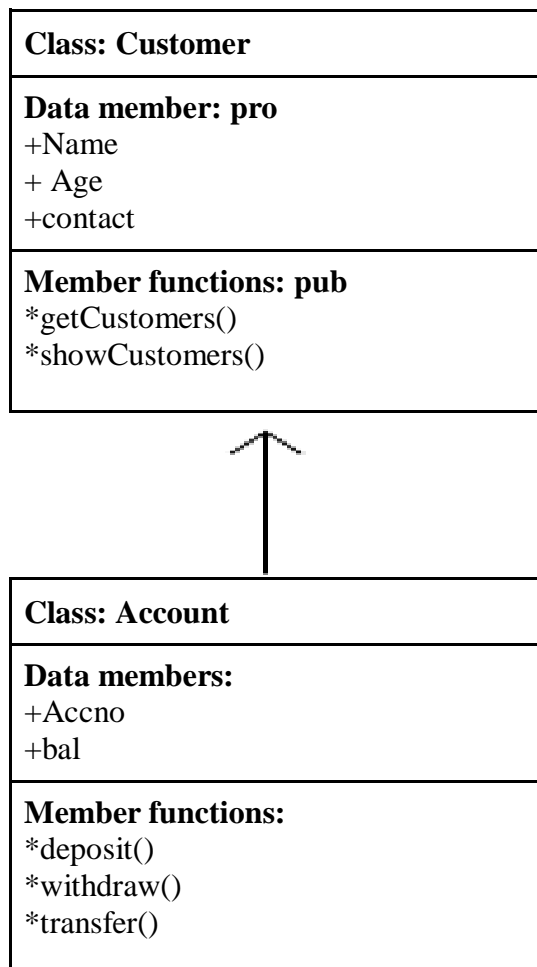 Class: Customer
Data member: pro
+Name
+ Age
+contact
Member functions: pub
*getCustomers()
*showCustomers()
Class: Account
Data members:
+Accno
+bal
Member functions:
*deposit()
*withdraw()
*transfer()